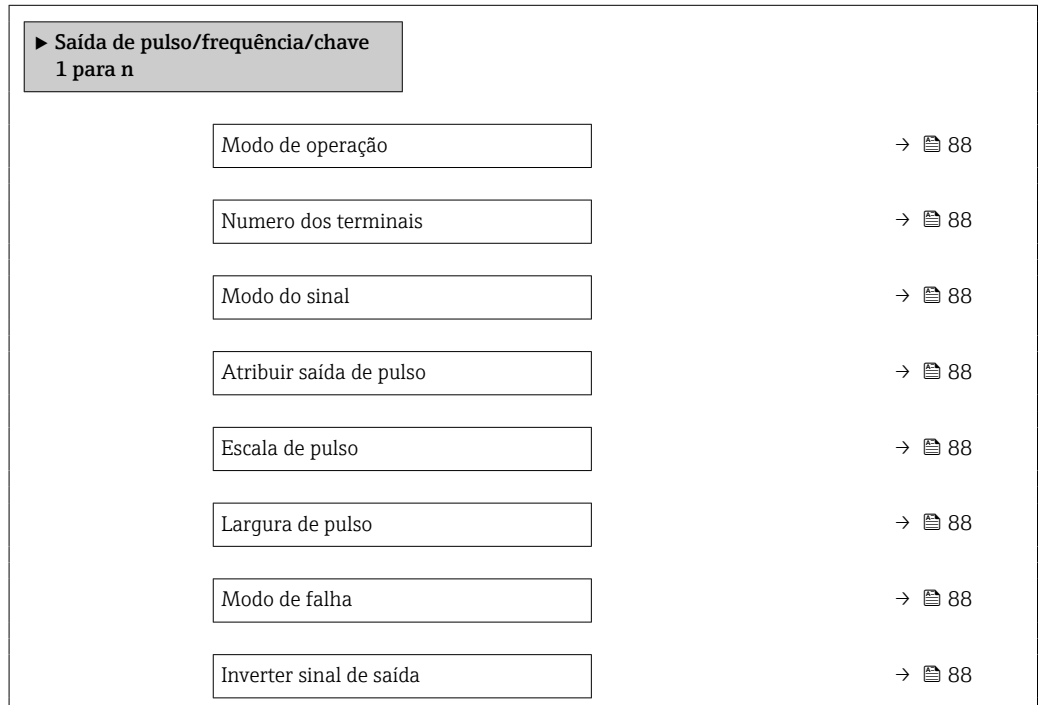 ▶ Saída de pulso/frequência/chave
1 para n
Modo de operação → 88
Numero dos terminais → 88
Modo do sinal → 88
Atribuir saída de pulso → 88
Escala de pulso → 88
Largura de pulso → 88
Modo de falha → 88
Inverter sinal de saída → 88